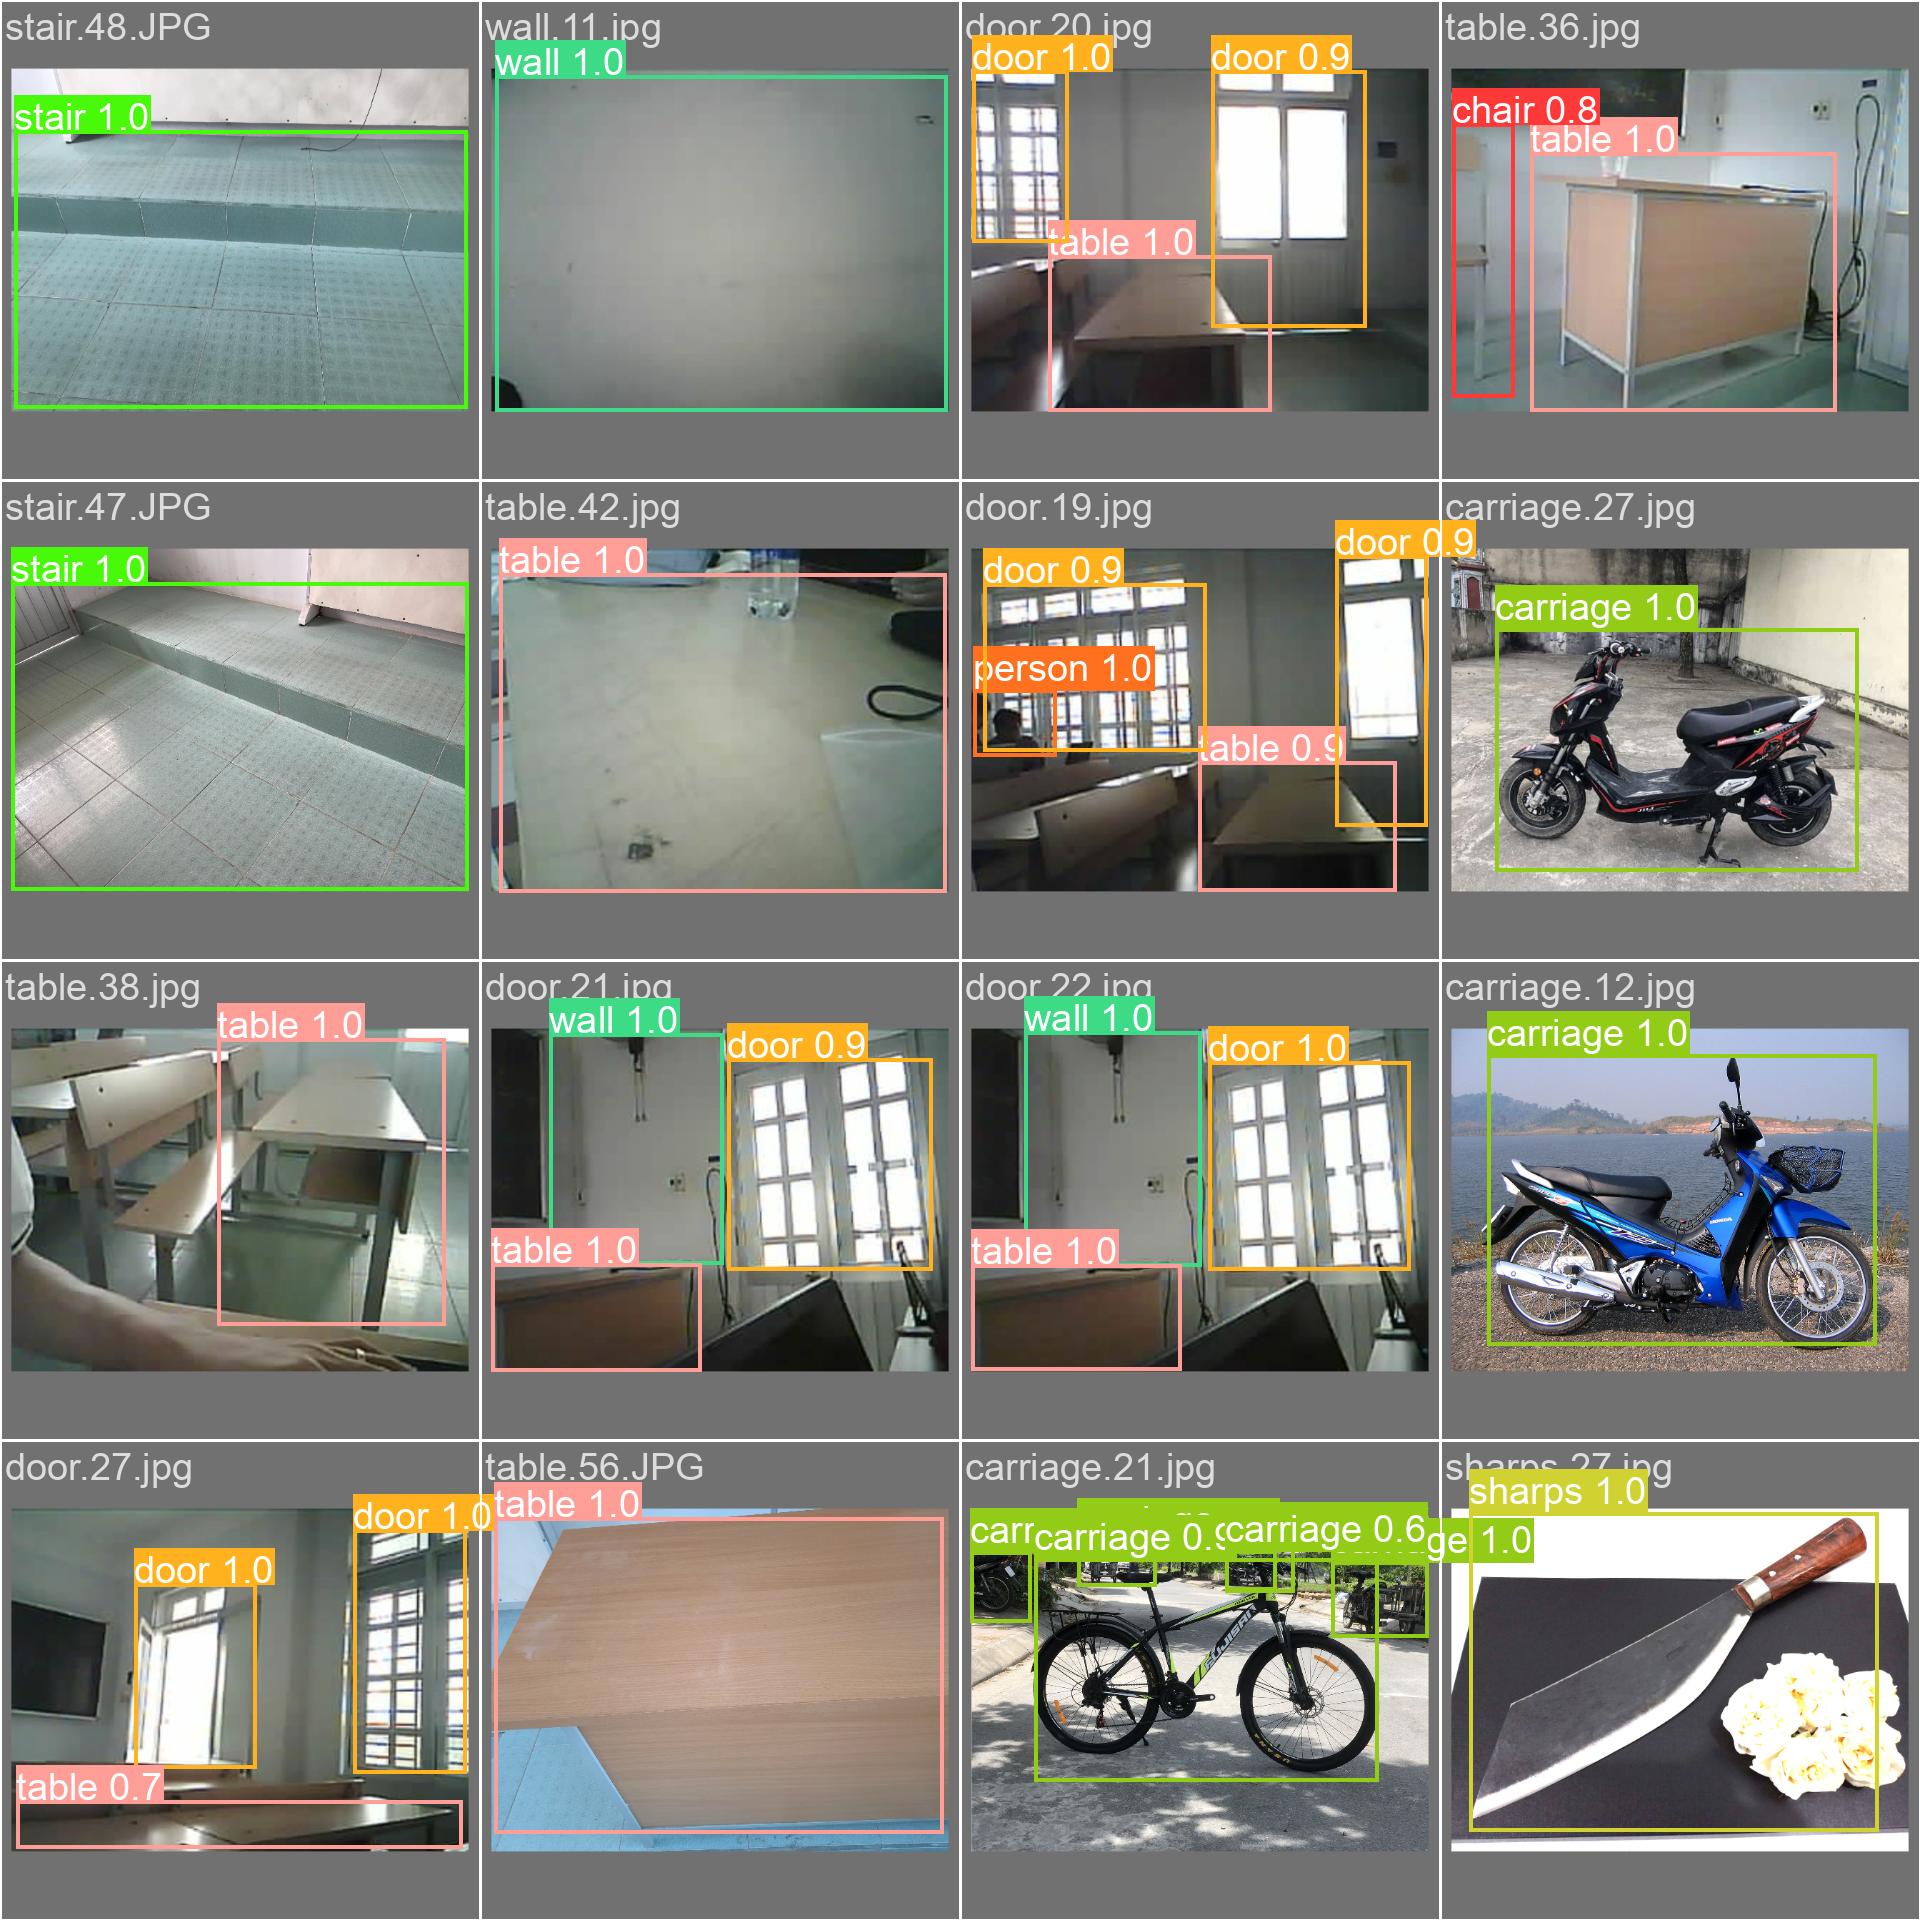 stair.48.JPG
stair 1.0
wall.11.jpg
wall 1.0
door.20.jpg
door 1.0
door 0.9
table 1.0
table.36.jpg
chair 0.8
table 1.0
stair.47.JPG
stair 1.0
table.42.jpg
table 1.0
door.19.jpg
door 0.9
door 0.9
person 1.0
table 0.9
carriage.27.jpg
carriage 1.0
table.38.jpg
table 1.0
door.21.jpg
wall 1.0
door 0.9
table 1.0
door.22.jpg
wall 1.0
door 1.0
table 1.0
carriage.12.jpg
carriage 1.0
HONDA
door.27.jpg
door 1.0
door 1.0
table 0.7
table.56.JPG
table 1.0
carriage.21.jpg
carr
carriage 0.9
carriage 0.6
ge 1.0
FUJISAN
sharps.27.jpg
sharps 1.0